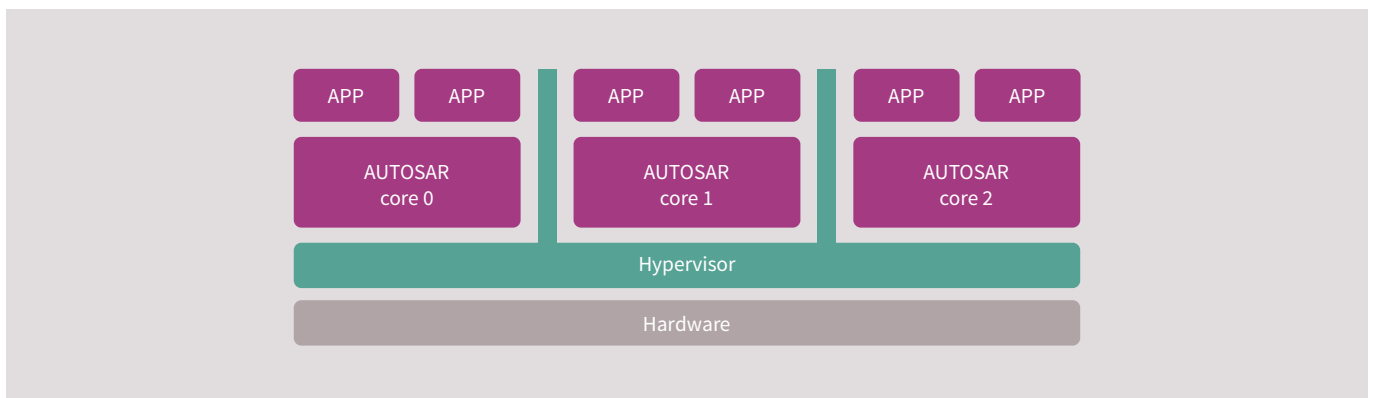 APP
APP
APP
APP
APP
APP
AUTOSAR
core 0
AUTOSAR
core 1
AUTOSAR
core 2
Hypervisor
Hardware